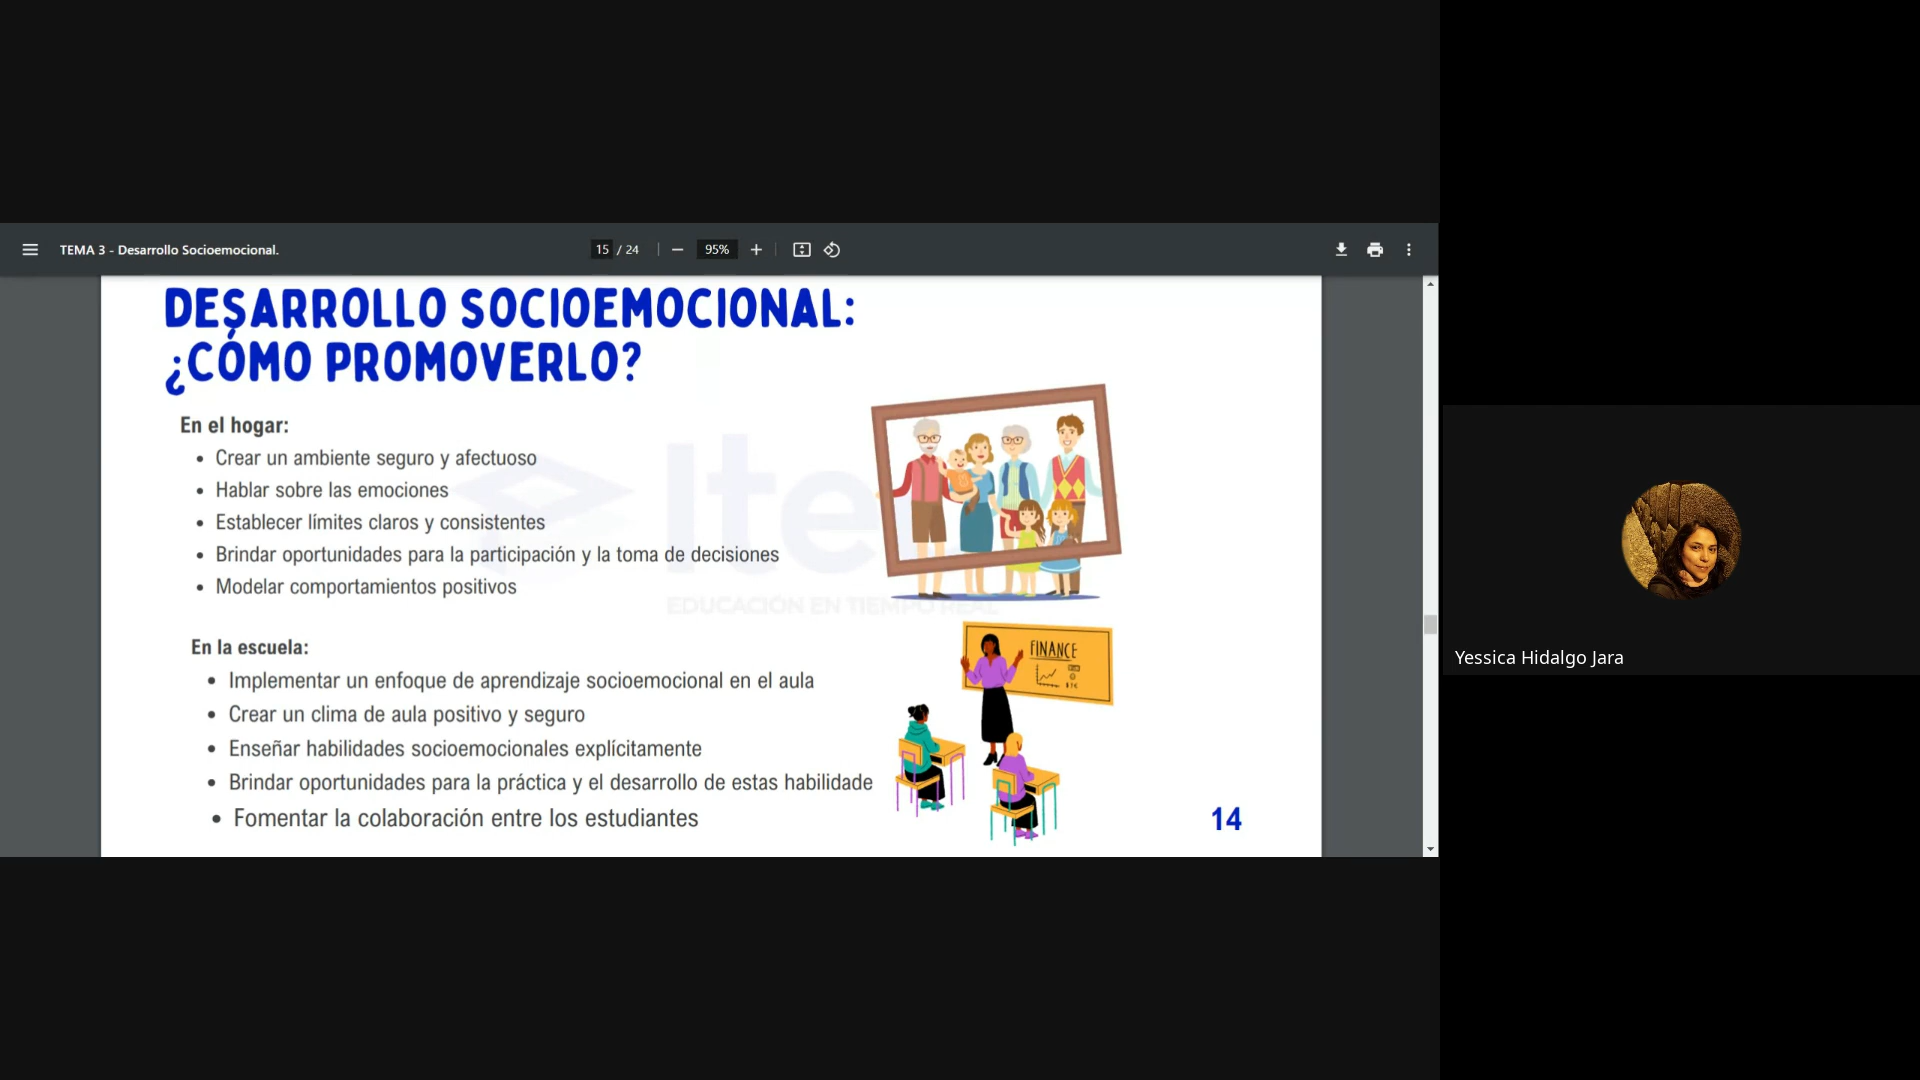 TEMA 3 - Desarrollo Socioemocional.
15 / 24
95%
DESARROLLO SOCIOEMOCIONAL:
¿CÓMO PROMOVERLO?
En el hogar:
• Crear un ambiente seguro y afectuoso
• Hablar sobre las emociones
• Establecer límites claros y consistentes
• Brindar oportunidades para la participación y la toma de decisiones
• Modelar comportamientos positivos
EDUCACIÓN EN TIEMPO REAL
En la escuela:
FINANCE
• Implementar un enfoque de aprendizaje socioemocional en el aula
• Crear un clima de aula positivo y seguro
• Enseñar habilidades socioemocionales explícitamente
• Brindar oportunidades para la práctica y el desarrollo de estas habilidade
• Fomentar la colaboración entre los estudiantes
14
Yessica Hidalgo Jara